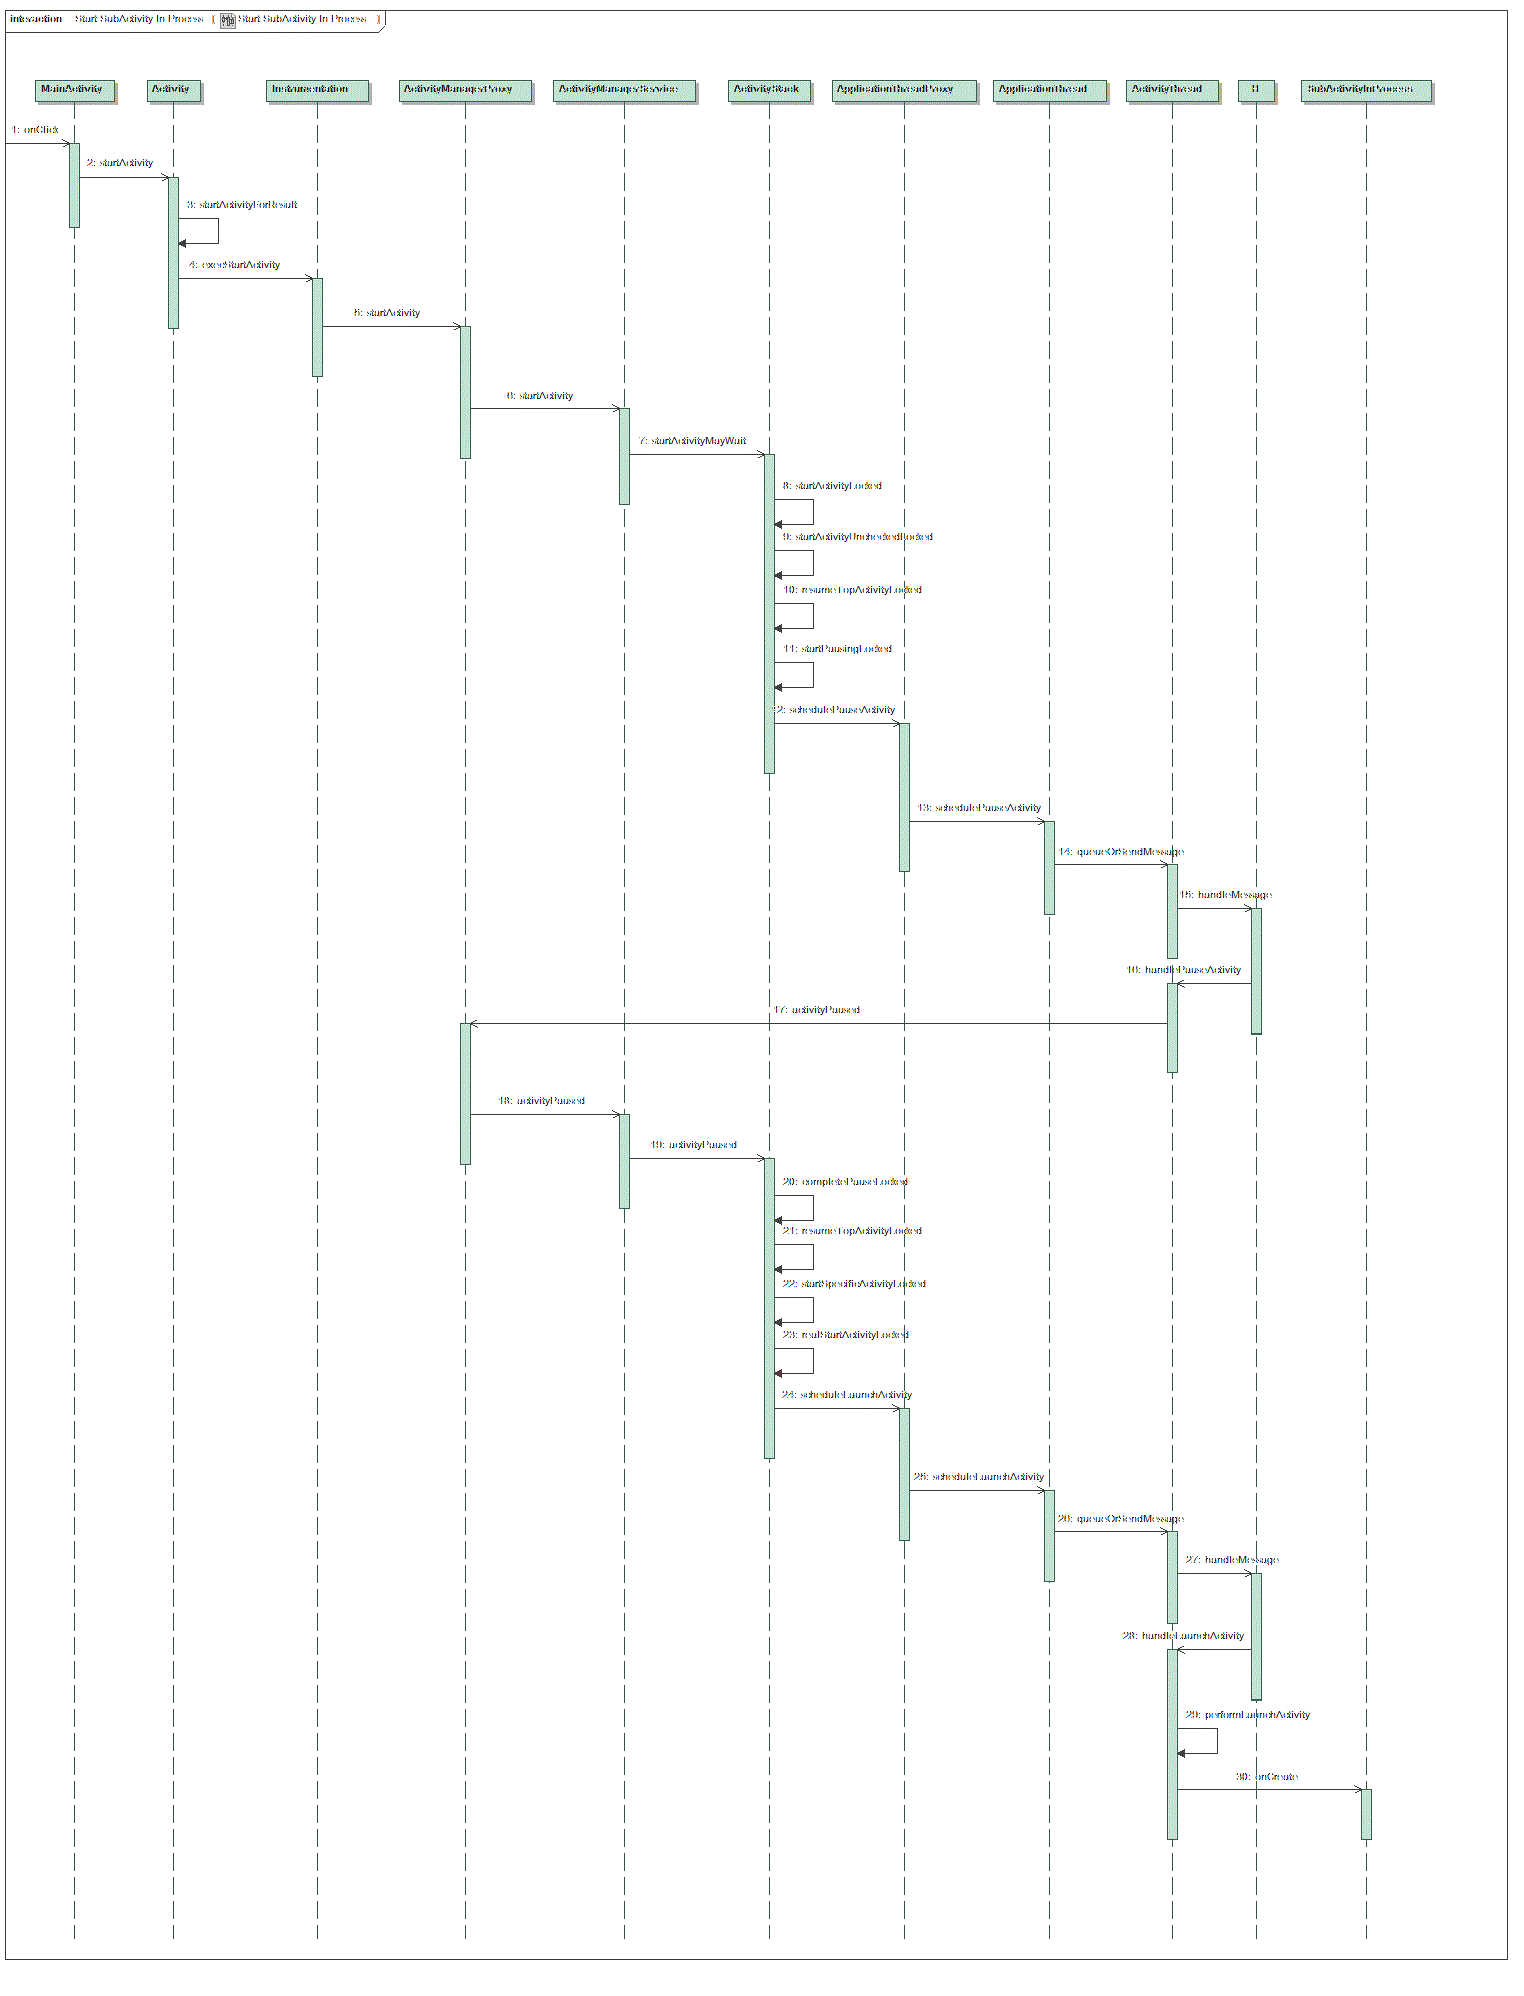 interaction Start SubActivity In Process [ Start SubActivity In Process ]
MainActivity Activity Instrumentation ActivityManagerProxy ActivityManagerService ActivityStack ApplicationThreadProxy ApplicationThread ActivityThread H SubActivityInProcess
1: onClick
2: startActivity
3: startActivityForResult
4: execStartActivity
5: startActivity
6: startActivity
7: startActivityMayWait
8: startActivityLocked
9: startActivityUncheckedLocked
10: resumeTopActivityLocked
11: startPausingLocked
12: schedulePauseActivity
13: schedulePauseActivity
14: queueOrSendMessage
15: handleMessage
16: handlePauseActivity
17: activityPaused
18: activityPaused
19: activityPaused
20: completePauseLocked
21: resumeTopActivityLocked
22: startSpecificActivityLocked
23: realStartActivityLocked
24: scheduleLaunchActivity
25: scheduleLaunchActivity
26: queueOrSendMessage
27: handleMessage
28: handleLaunchActivity
29: performLaunchActivity
30: onCreate